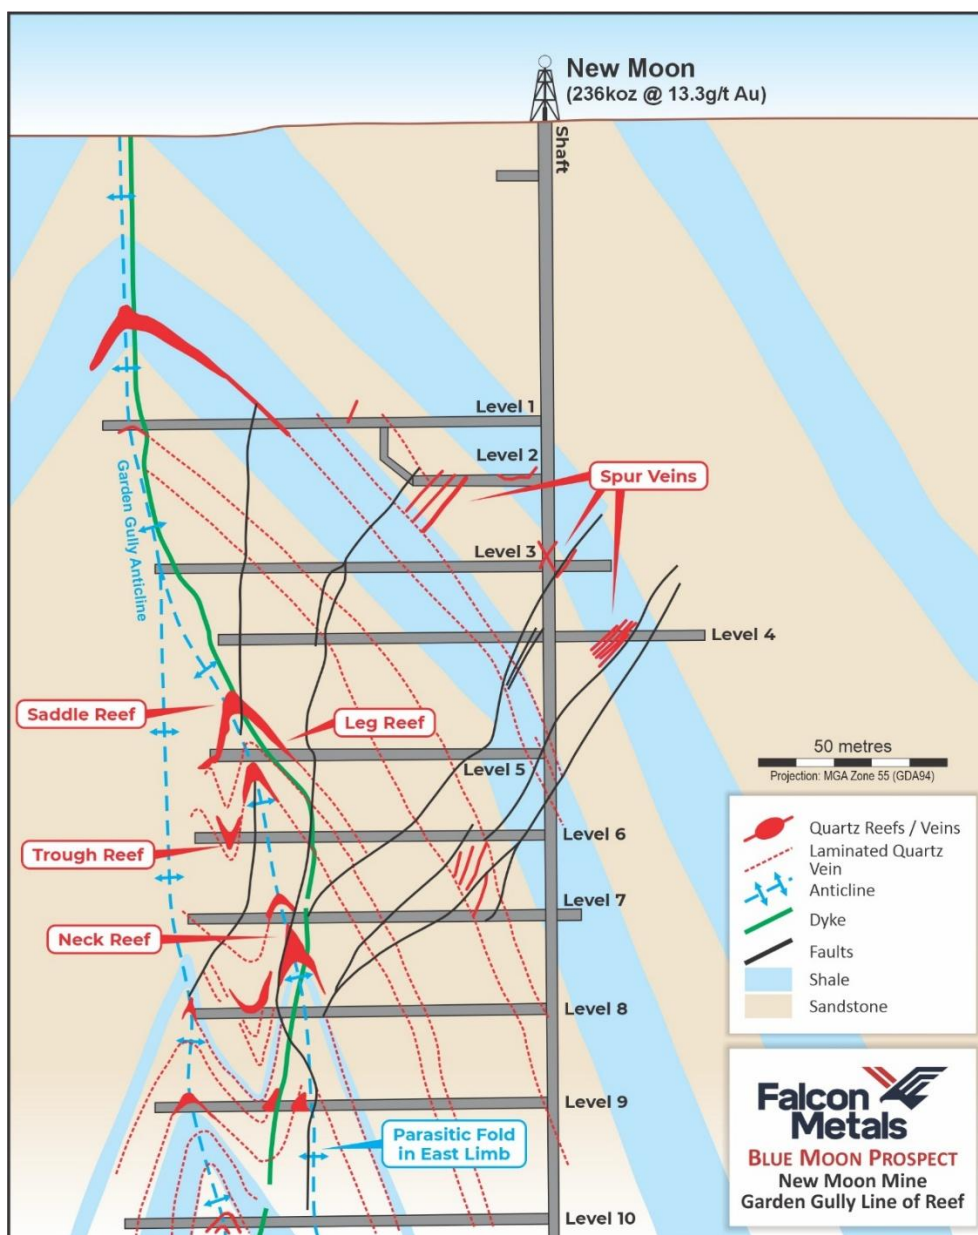 New Moon
(236koz @ 13.3g/t Au)
Shaft
Level 1
Level 2
Spur Veins
Level 3
Garden Gully Anticline
Level 4
Saddle Reef
Leg Reef
50 metres
Projection: MGA Zone 55 (GDA94)
Level 5
Level 6
Trough Reef
Level 7
Neck Reef
Level 8
Level 9
Parasitic Fold
in East Limb
Level 10
Quartz Reefs / Veins
Laminated Quartz
Vein
Anticline
Dyke
Faults
Shale
Sandstone
Falcon
Metals
BLUE MOON PROSPECT
New Moon Mine
Garden Gully Line of Reef